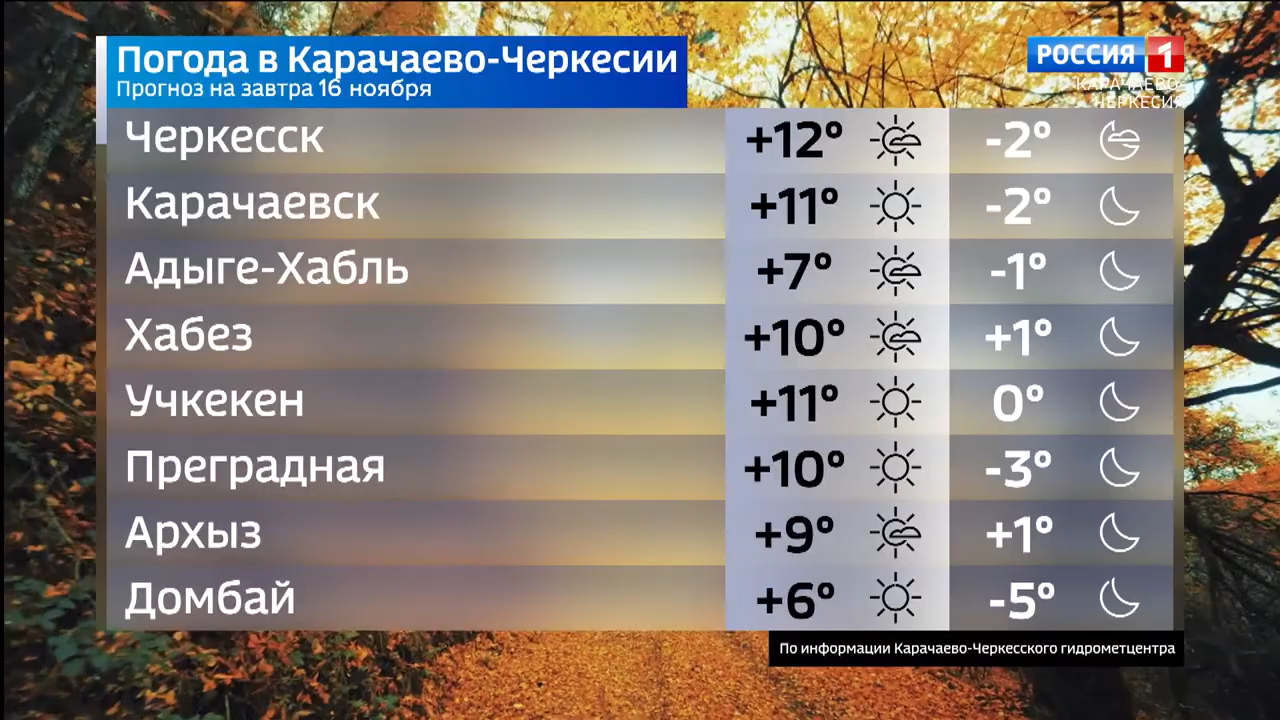 Погода в Карачаево-Черкесии
Прогноз на завтра 16 ноября
РОССИЯ 1
КАРАЧАЕВО-
ЧЕРКЕСИЯ
Черкесск +12° -2°
Карачаевск +11° -2°
Адыге-Хабль +7° -1°
Хабез +10° +1°
Учкекен +11° 0°
Преградная +10° -3°
Архыз +9° +1°
Домбай +6° -5°
По информации Карачаево-Черкесского гидрометцентра